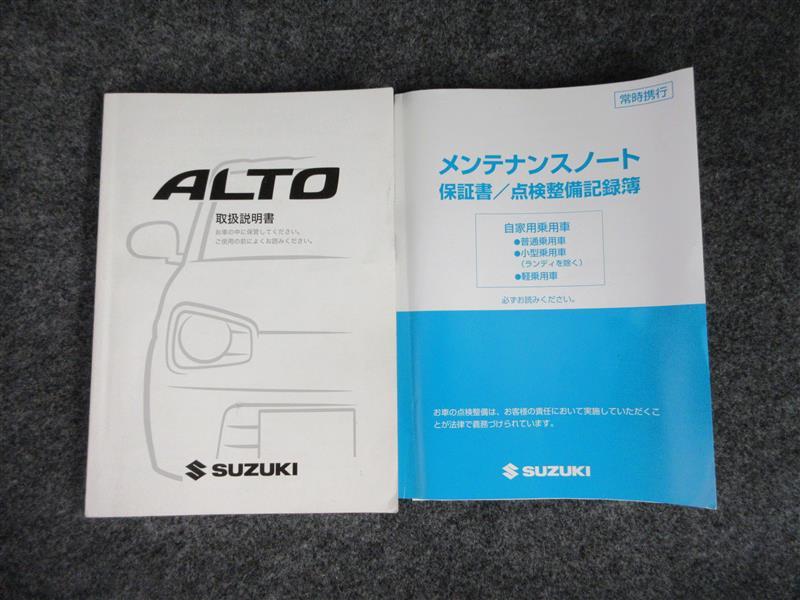 ALTO
取扱説明書
お車の中に保管してください。
ご使用の前によくお読みください。
SUZUKI
常時携行
メンテナンスノート
保証書／点検整備記録簿
自家用乗用車
●普通乗用車
●小型乗用車
（ランディを除く）
●軽乗用車
必ずお読みください。
お車の点検整備は、お客様の責任において実施していただくこ
とが法律で義務づけられています。
SUZUKI